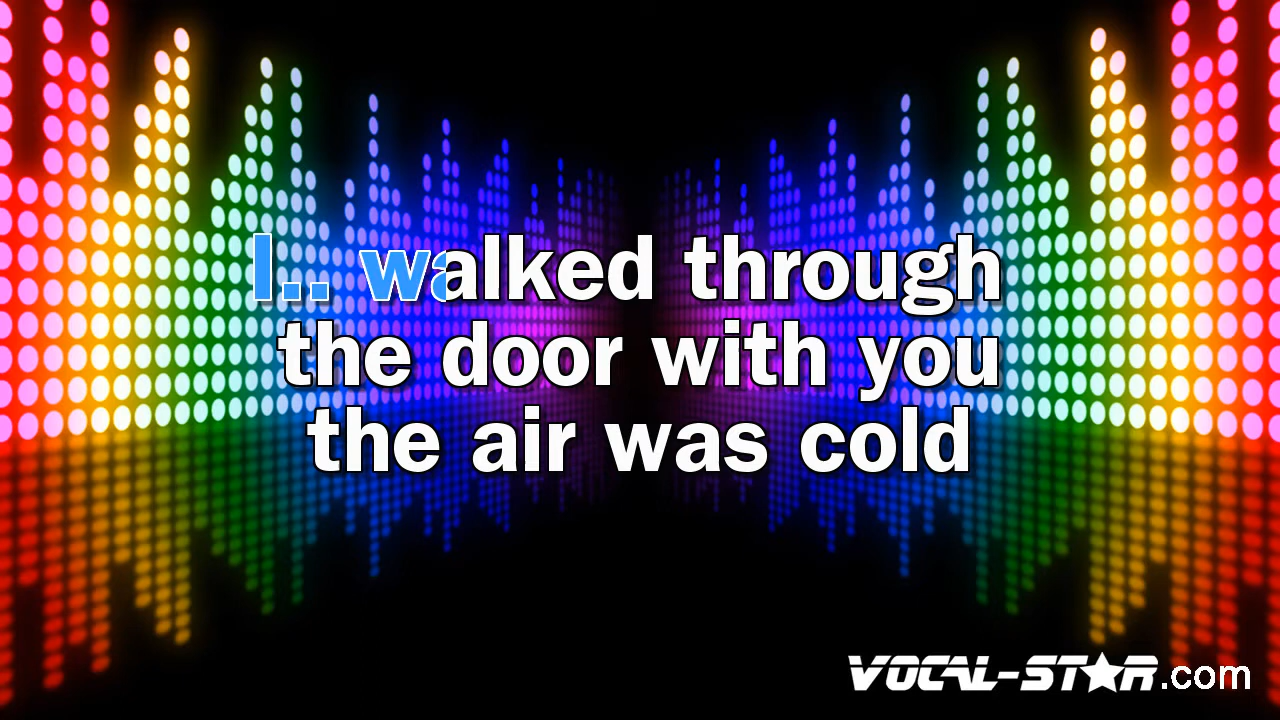 I.. walked through
the door with you
the air was cold
VOCAL-STAR.com